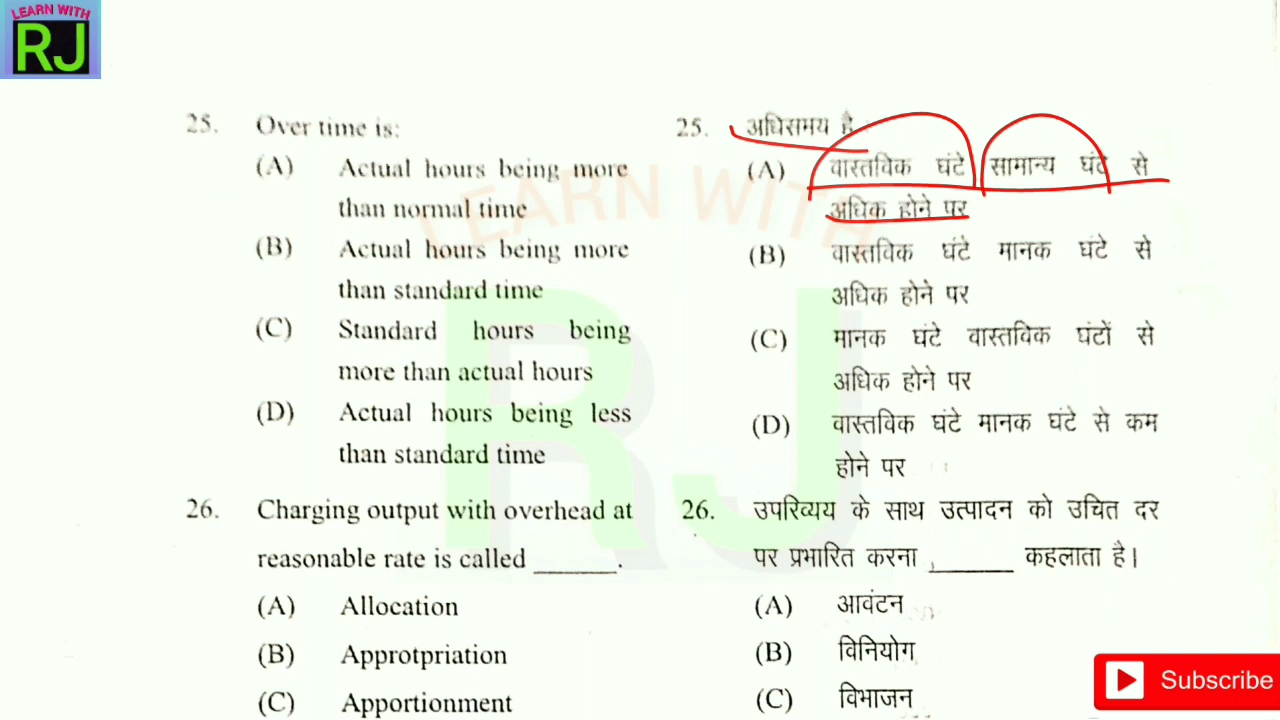 LEARN WITH
RJ
25. Over time is:
(A) Actual hours being more
than normal time
(B) Actual hours being more
than standard time
(C) Standard hours being
more than actual hours
(D) Actual hours being less
than standard time
26. Charging output with overhead at
reasonable rate is called ______.
(A) Allocation
(B) Approtpriation
(C) Apportionment
25. अधिसमय है :
(A) वास्तविक घंटे सामान्य घंटे से
अधिक होने पर
(B) वास्तविक घंटे मानक घंटे से
अधिक होने पर
(C) मानक घंटे वास्तविक घंटों से
अधिक होने पर
(D) वास्तविक घंटे मानक घंटे से कम
होने पर
26. उपरिव्यय के साथ उत्पादन को उचित दर
पर प्रभारित करना ______ कहलाता है।
(A) आवंटन
(B) विनियोग
(C) विभाजन
LEARN WITH
RJ
Subscribe